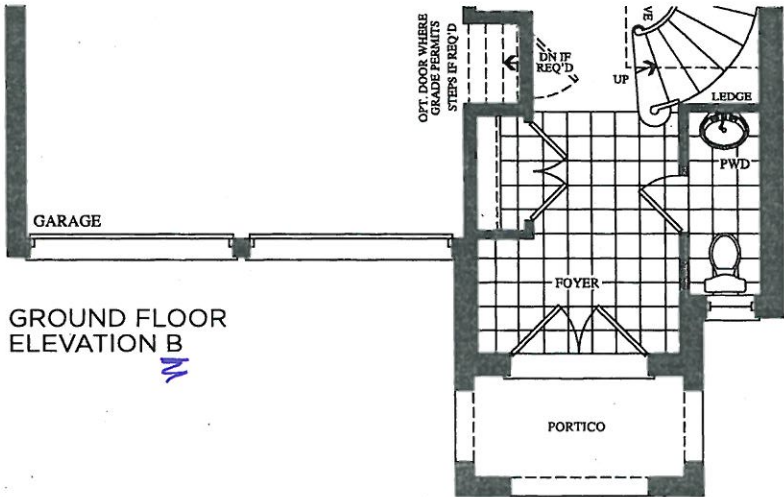 OPT. DOOR WHERE
GRADE PERMITS
STEPS IF REQ'D
DN IF
REQ'D
UP
VE
LEDGE
PWD
GARAGE
FOYER
GROUND FLOOR
ELEVATION B
PORTICO